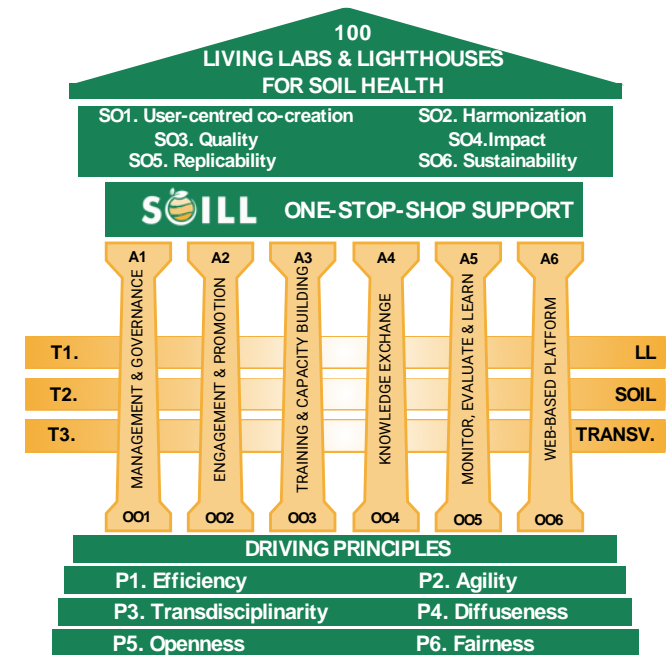 100
LIVING LABS & LIGHTHOUSES
FOR SOIL HEALTH
SO1. User-centred co-creation SO2. Harmonization
SO3. Quality SO4.Impact
SO5. Replicability SO6. Sustainability
SOILL ONE-STOP-SHOP SUPPORT
A1 A2 A3 A4 A5 A6
MANAGEMENT & GOVERNANCE
ENGAGEMENT & PROMOTION
TRAINING & CAPACITY BUILDING
KNOWLEDGE EXCHANGE
MONITOR, EVALUATE & LEARN
WEB-BASED PLATFORM
T1. LL
T2. SOIL
T3. TRANSV.
OO1 OO2 OO3 OO4 OO5 OO6
DRIVING PRINCIPLES
P1. Efficiency P2. Agility
P3. Transdisciplinarity P4. Diffuseness
P5. Openness P6. Fairness